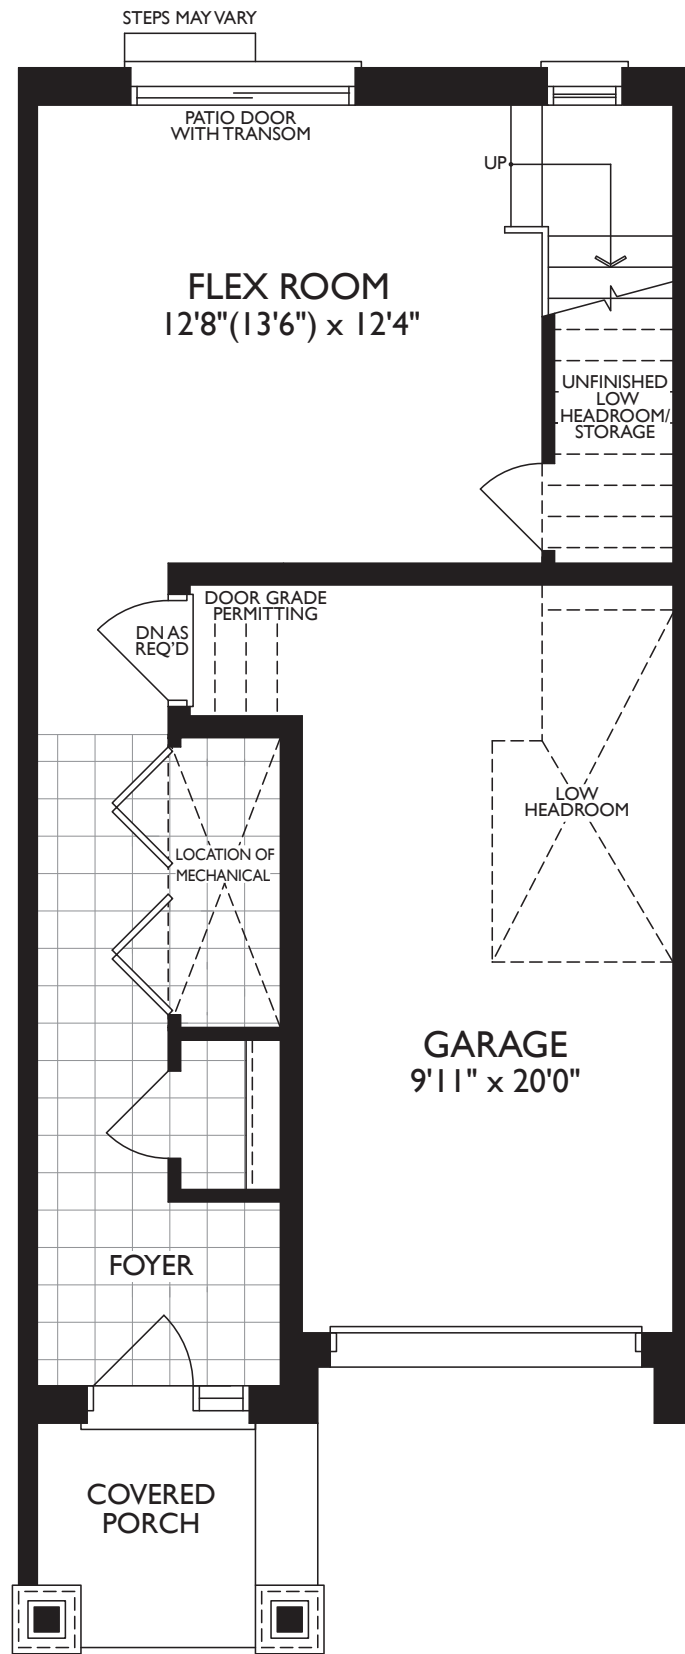 STEPS MAY VARY
PATIO DOOR
WITH TRANSOM
UP
FLEX ROOM
12'8"(13'6") x 12'4"
UNFINISHED
LOW
HEADROOM/
STORAGE
DOOR GRADE
PERMITTING
DN AS
REQ'D
LOW
HEADROOM
LOCATION OF
MECHANICAL
GARAGE
9'11" x 20'0"
FOYER
COVERED
PORCH